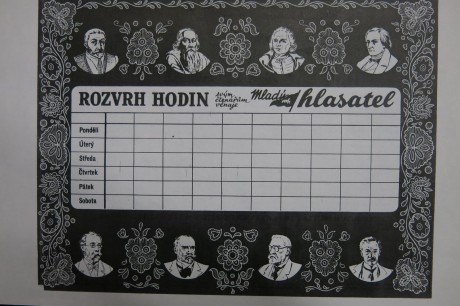 ROZVRH HODIN svým čtenářům věnuje Mladý hlasatel
Pondělí
Úterý
Středa
Čtvrtek
Pátek
Sobota